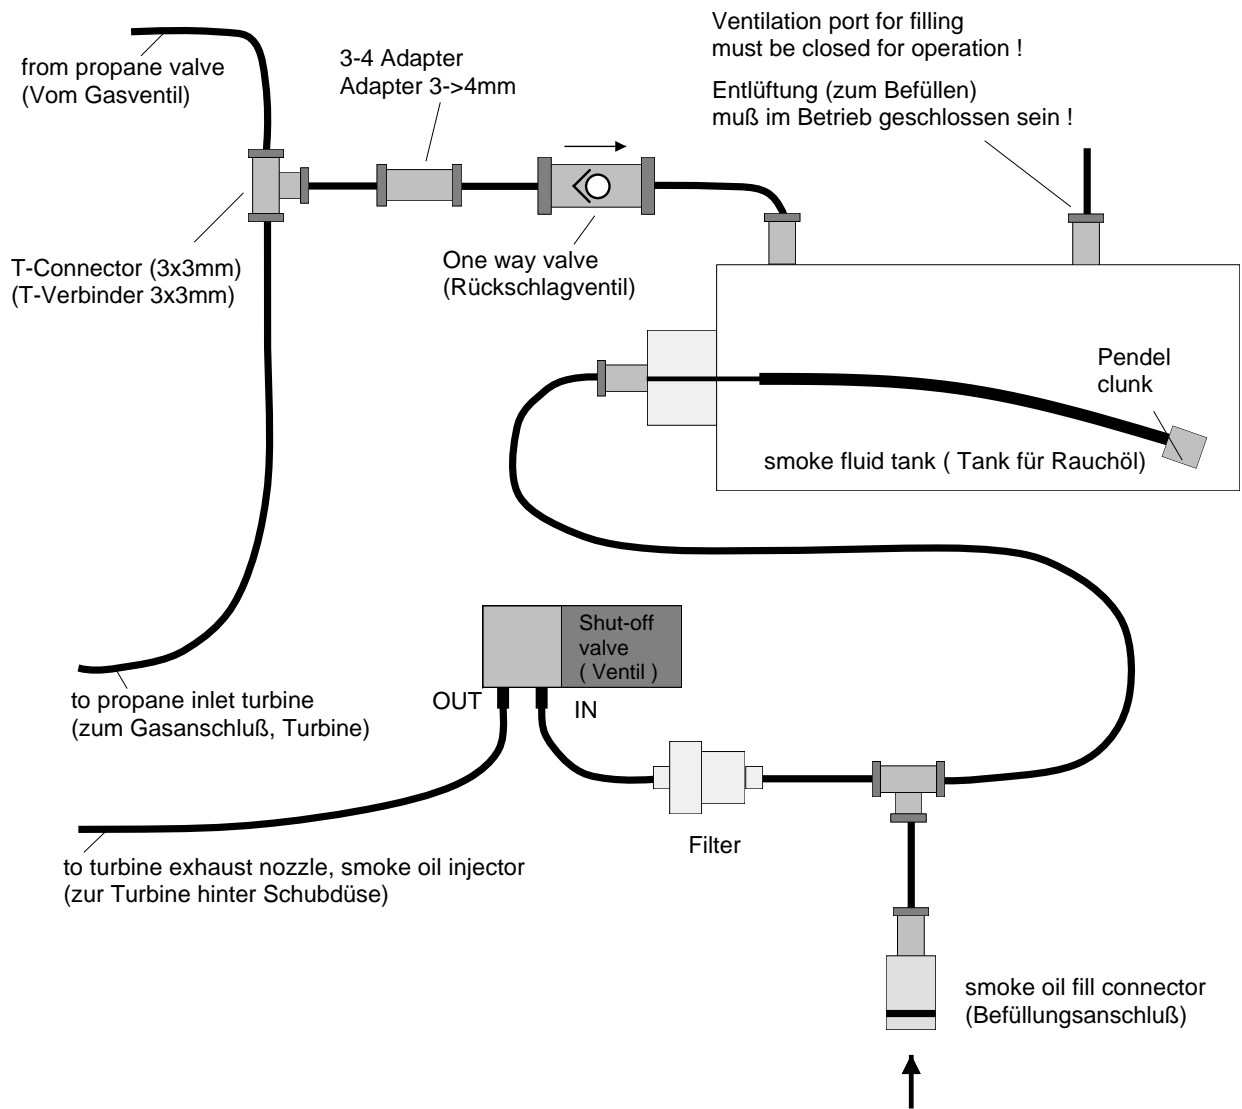 Ventilation port for filling
must be closed for operation !
Entlüftung (zum Befüllen)
muß im Betrieb geschlossen sein !
from propane valve
(Vom Gasventil)
3-4 Adapter
Adapter 3->4mm
T-Connector (3x3mm)
(T-Verbinder 3x3mm)
One way valve
(Rückschlagventil)
Pendel
clunk
smoke fluid tank ( Tank für Rauchöl)
Shut-off
valve
( Ventil )
OUT
IN
to propane inlet turbine
(zum Gasanschluß, Turbine)
Filter
to turbine exhaust nozzle, smoke oil injector
(zur Turbine hinter Schubdüse)
smoke oil fill connector
(Befüllungsanschluß)